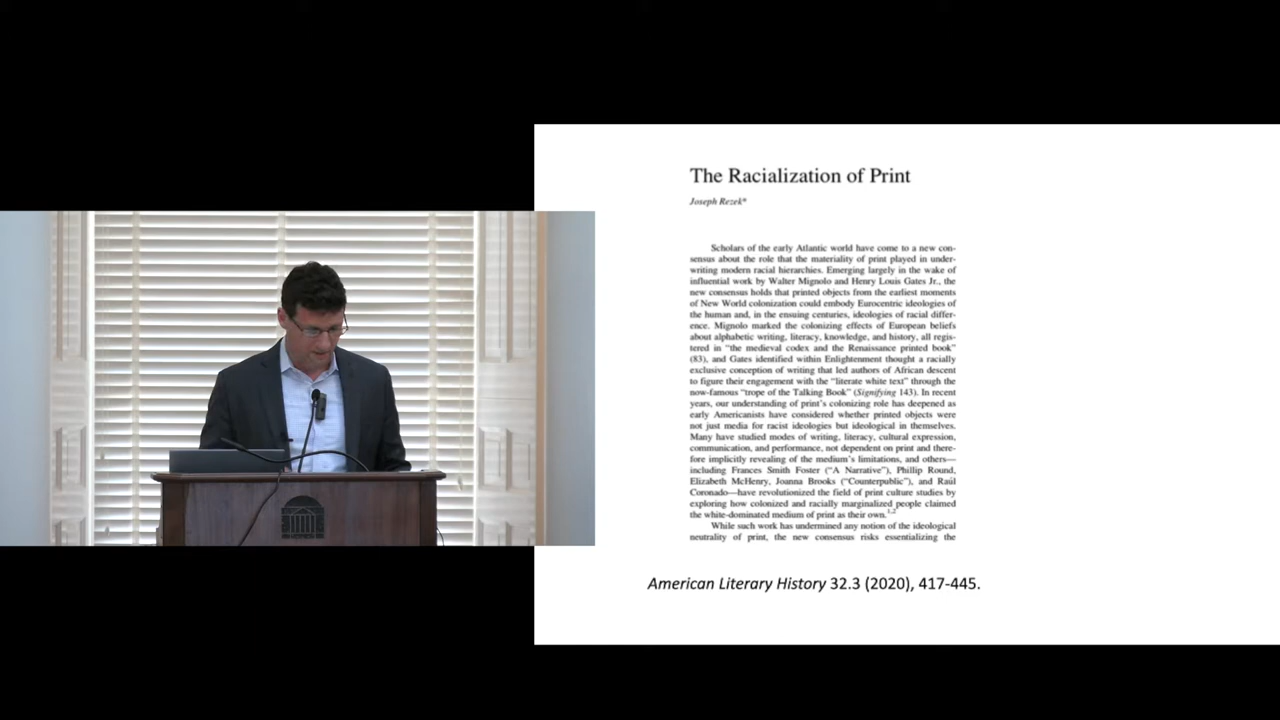 The Racialization of Print
Joseph Rezek*
Scholars of the early Atlantic world have come to a new con-
sensus about the role that the materiality of print played in under-
writing modern racial hierarchies. Emerging largely in the wake of
influential work by Walter Mignolo and Henry Louis Gates Jr., the
new consensus holds that printed objects from the earliest moments
of New World colonization could embody Eurocentric ideologies of
the human and, in the ensuing centuries, ideologies of racial differ-
ence. Mignolo marked the colonizing effects of European beliefs
about alphabetic writing, literacy, knowledge, and history, all regis-
tered in “the medieval codex and the Renaissance printed book”
(83), and Gates identified within Enlightenment thought a racially
exclusive conception of writing that led authors of African descent
to figure their engagement with the “literate white text” through the
now-famous “trope of the Talking Book” (Signifying 143). In recent
years, our understanding of print’s colonizing role has deepened as
early Americanists have considered whether printed objects were
not just media for racist ideologies but ideological in themselves.
Many have studied modes of writing, literacy, cultural expression,
communication, and performance, not dependent on print and there-
fore implicitly revealing of the medium’s limitations, and others—
including Frances Smith Foster (“A Narrative”), Phillip Round,
Elizabeth McHenry, Joanna Brooks (“Counterpublic”), and Raúl
Coronado—have revolutionized the field of print culture studies by
exploring how colonized and racially marginalized people claimed
the white-dominated medium of print as their own.1,2
While such work has undermined any notion of the ideological
neutrality of print, the new consensus risks essentializing the
American Literary History 32.3 (2020), 417-445.